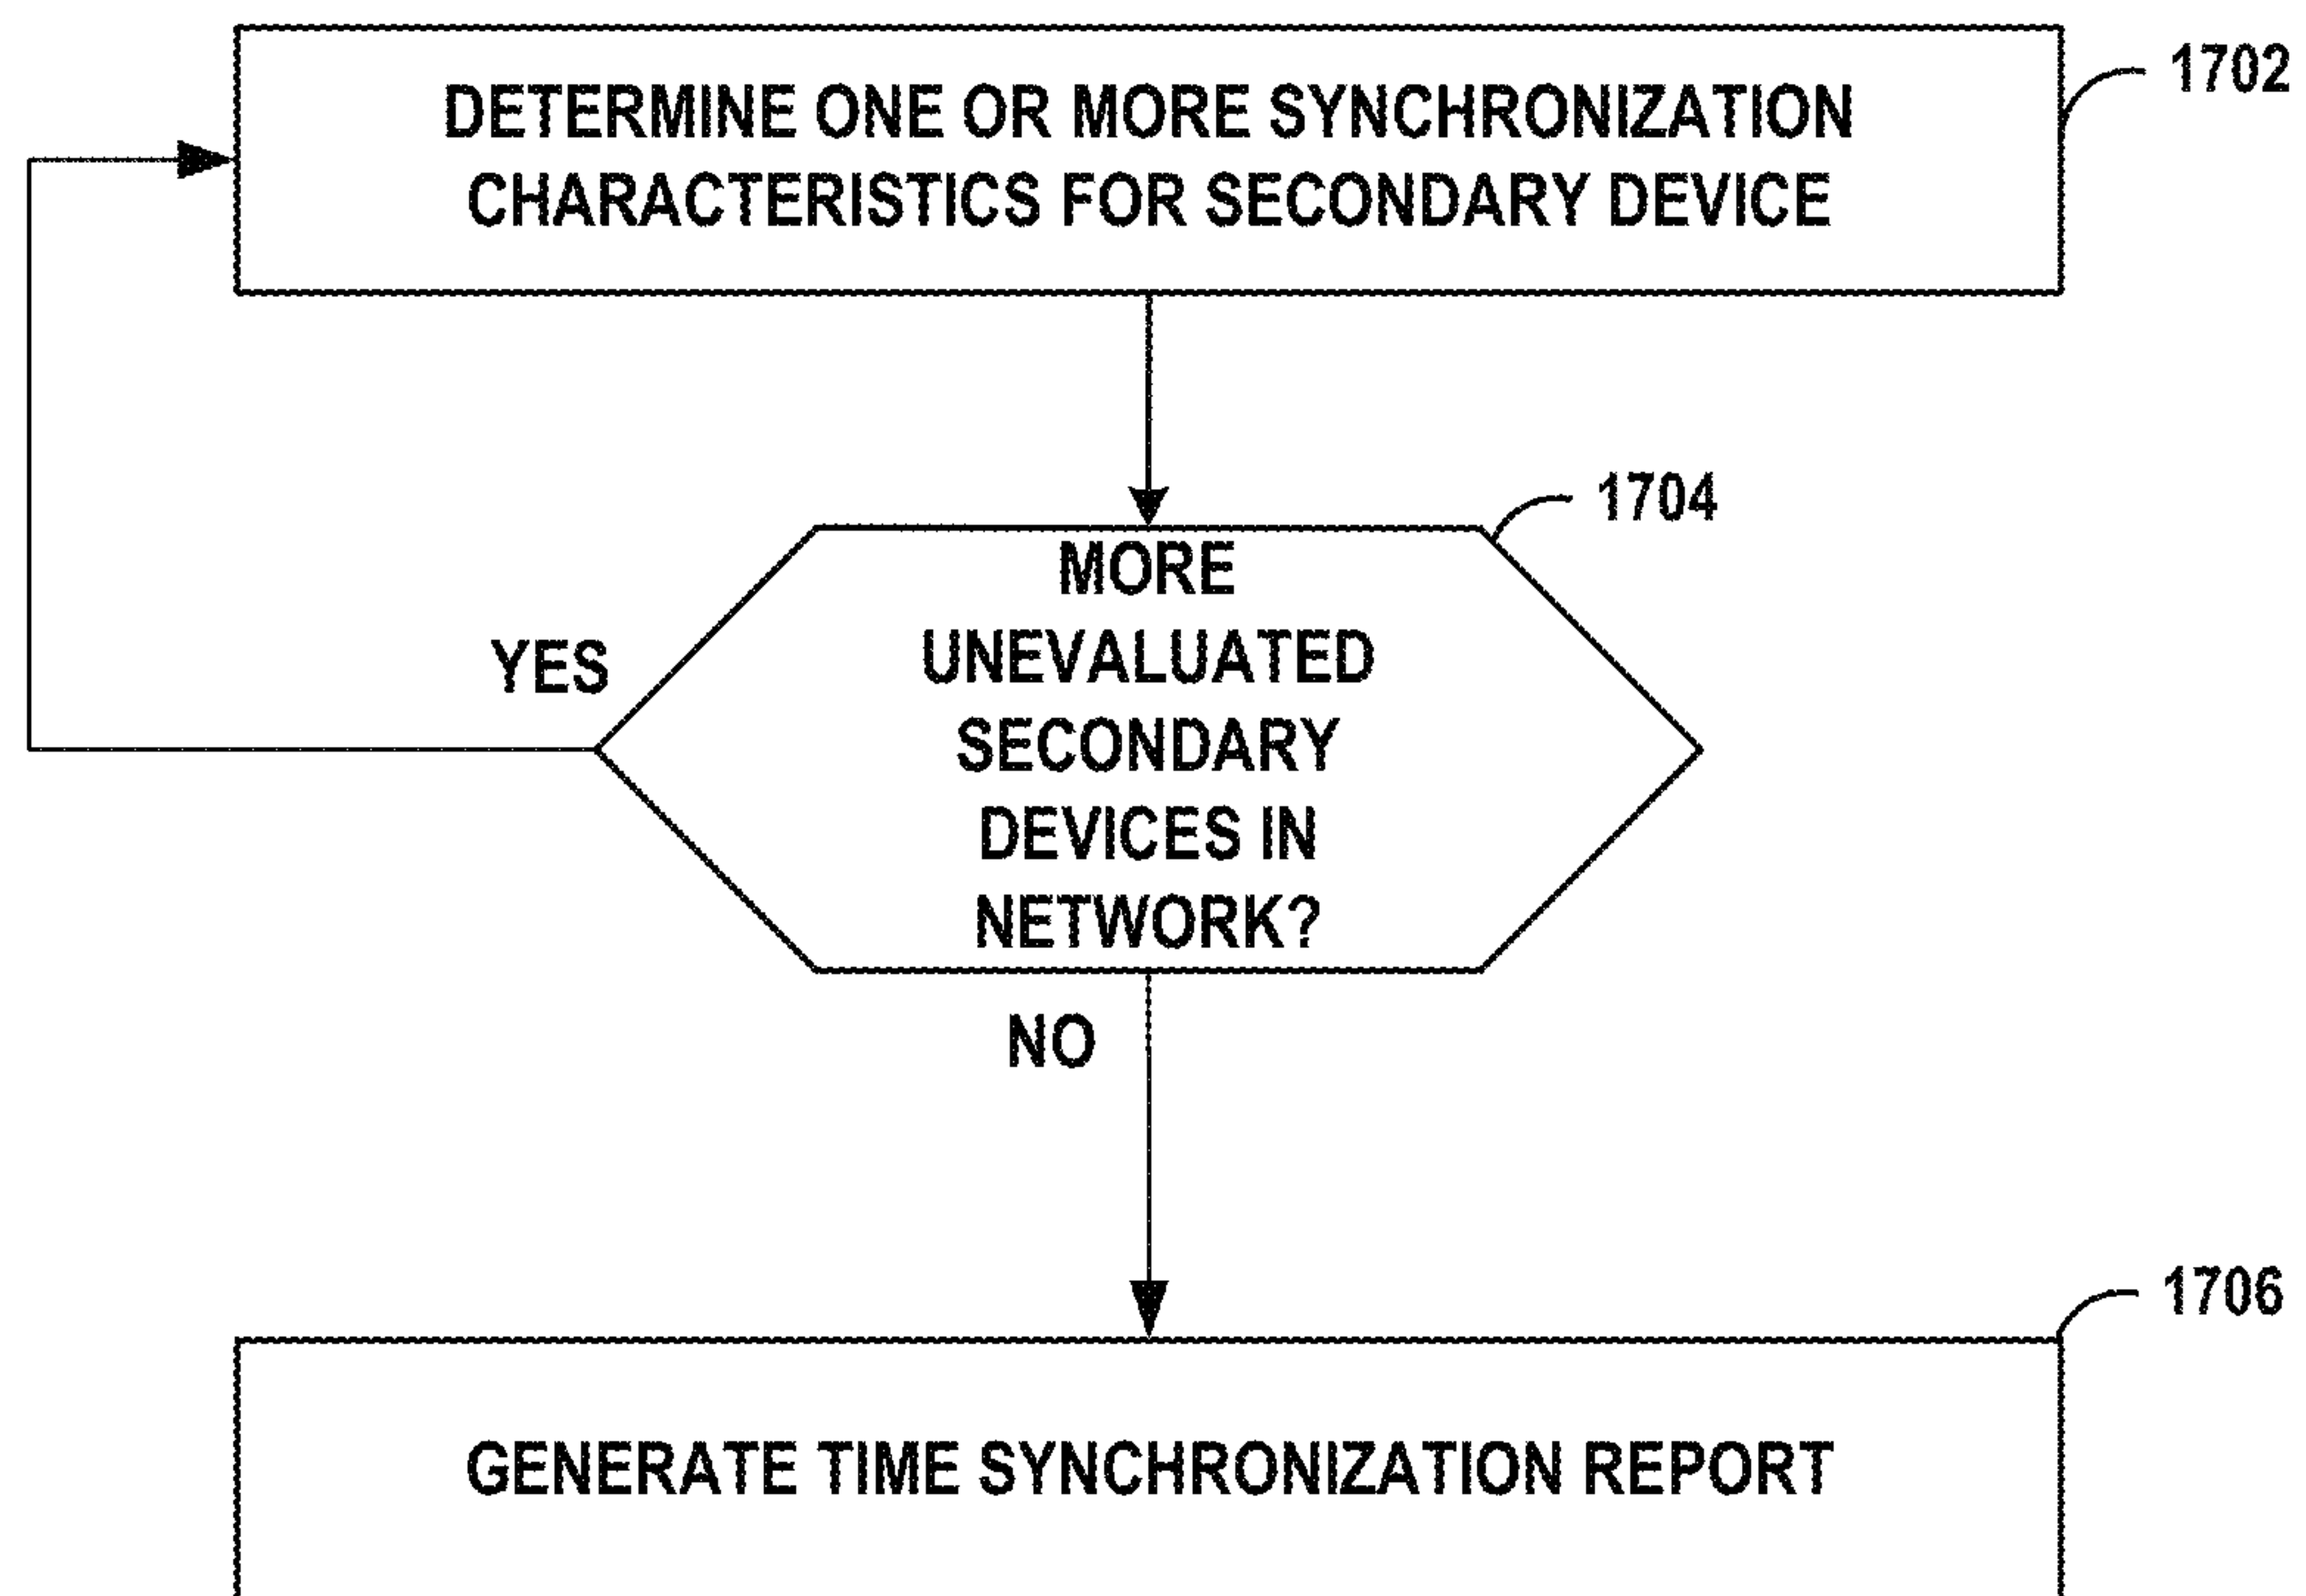 1702
DETERMINE ONE OR MORE SYNCHRONIZATION
CHARACTERISTICS FOR SECONDARY DEVICE
1704
MORE
UNEVALUATED
SECONDARY
DEVICES IN
NETWORK?
YES
NO
1706
GENERATE TIME SYNCHRONIZATION REPORT